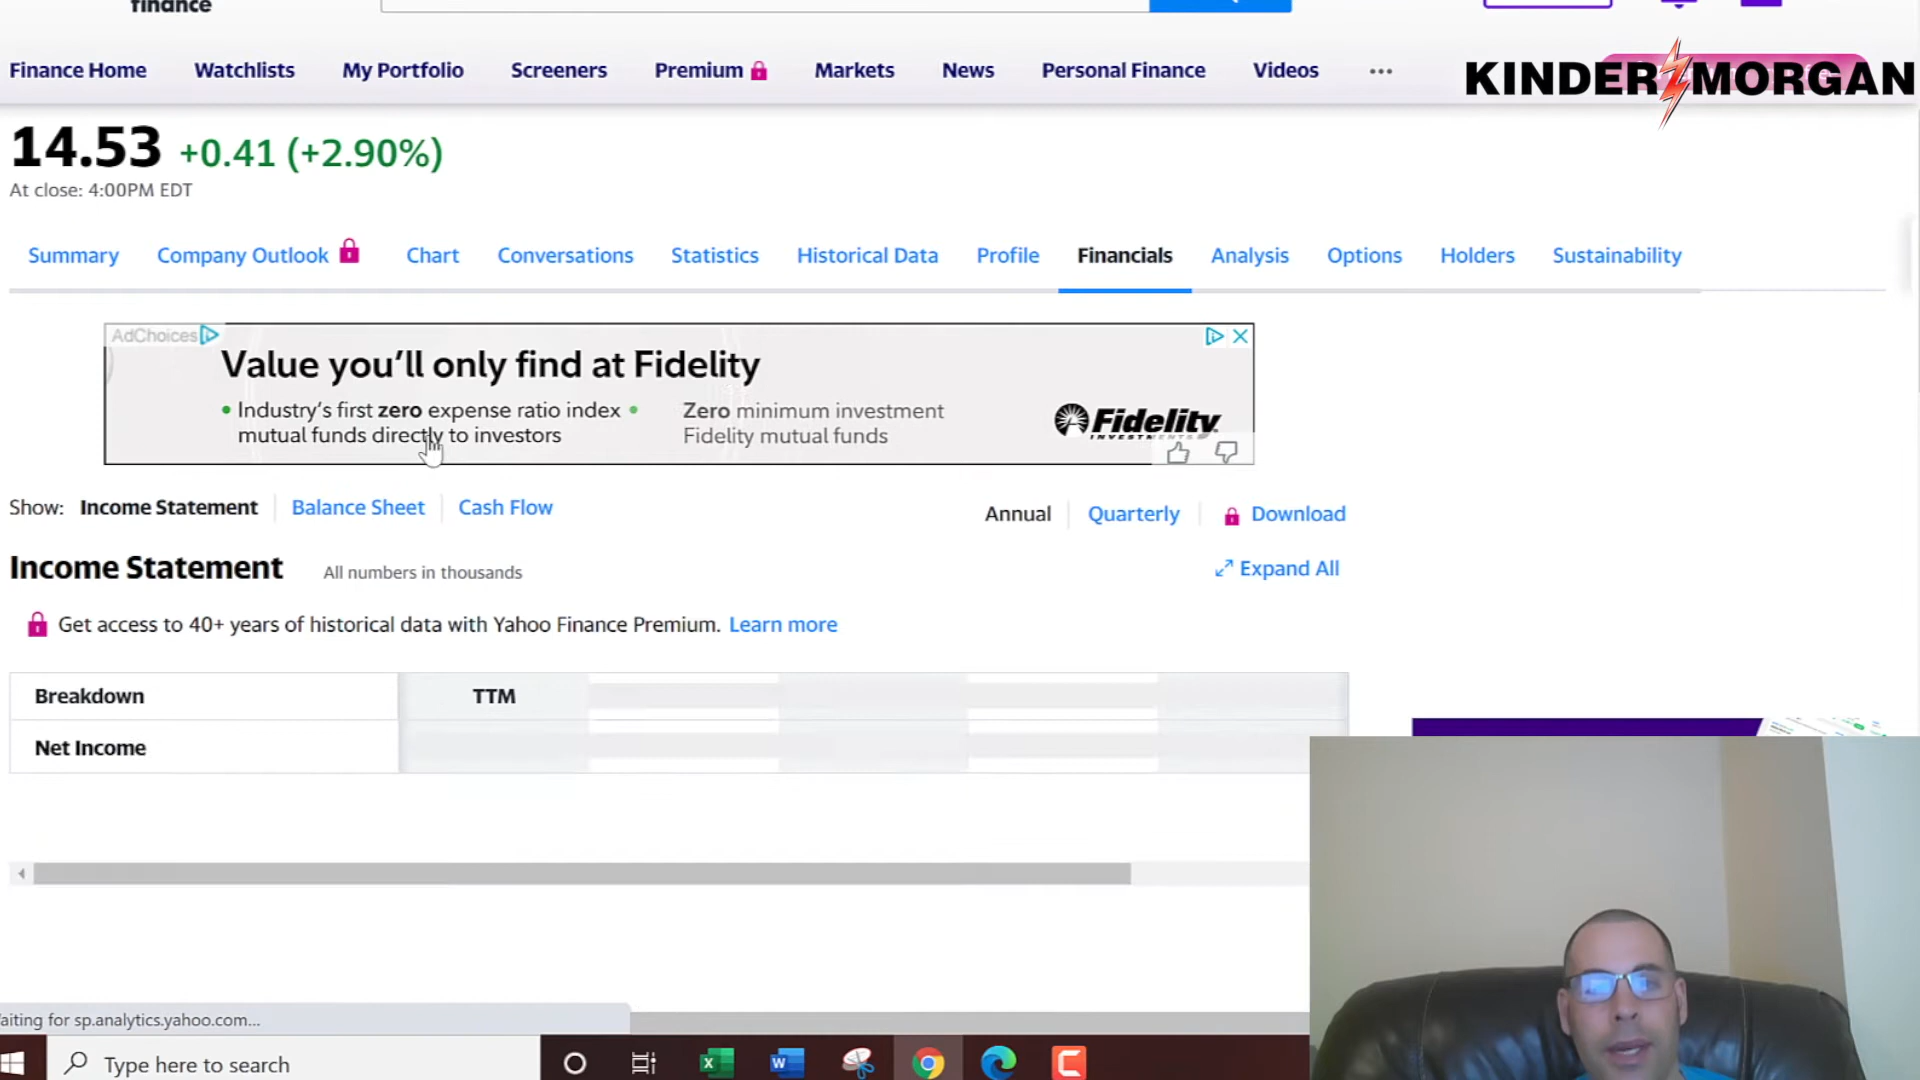 finance
Finance Home Watchlists My Portfolio Screeners Premium Markets News Personal Finance Videos ...
KINDER MORGAN
14.53 +0.41 (+2.90%)
At close: 4:00PM EDT
Summary Company Outlook Chart Conversations Statistics Historical Data Profile Financials Analysis Options Holders Sustainability
AdChoices
Value you'll only find at Fidelity
• Industry's first zero expense ratio index
mutual funds directly to investors
• Zero minimum investment
Fidelity mutual funds
Fidelity
INVESTMENTS
Show: Income Statement Balance Sheet Cash Flow
Annual Quarterly Download
Income Statement All numbers in thousands
Expand All
Get access to 40+ years of historical data with Yahoo Finance Premium. Learn more
Breakdown TTM
Net Income
aiting for sp.analytics.yahoo.com...
Type here to search